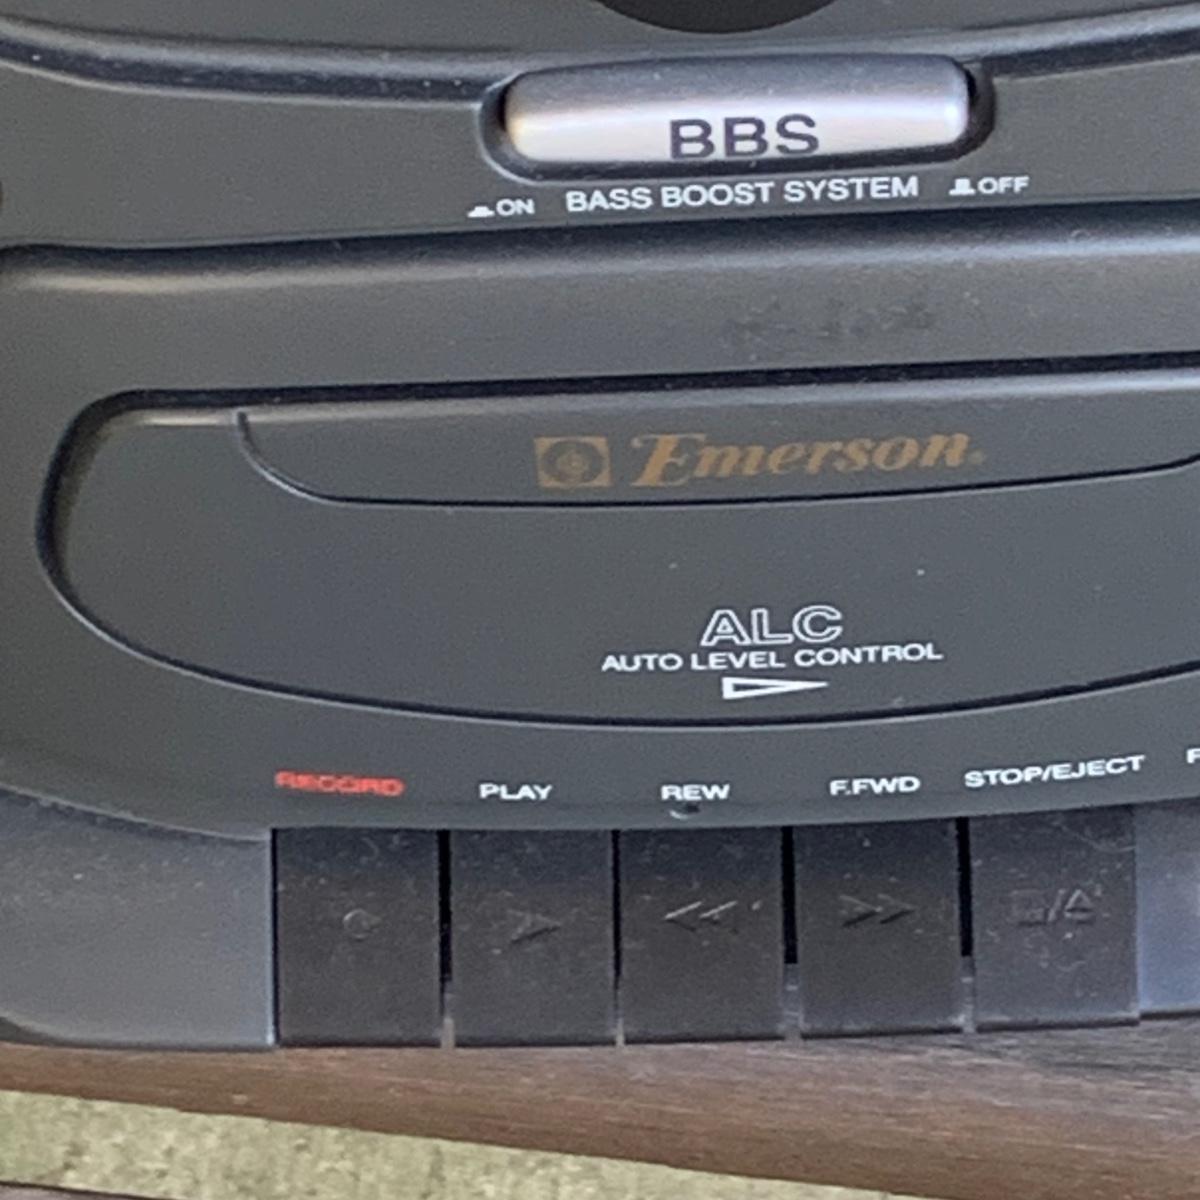 BBS
ON BASS BOOST SYSTEM OFF
Emerson
ALC
AUTO LEVEL CONTROL
RECORD PLAY REW F.FWD STOP/EJECT